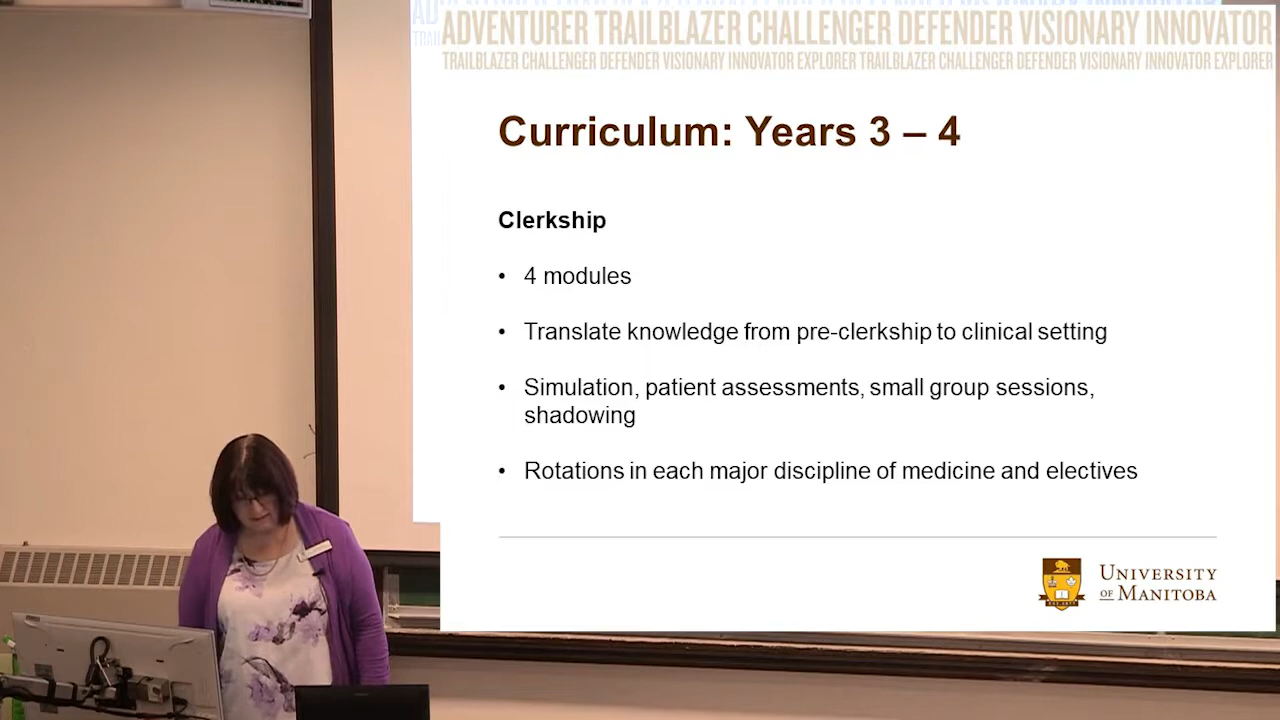 ADVENTURER TRAILBLAZER CHALLENGER DEFENDER VISIONARY INNOVATOR
TRAILBLAZER CHALLENGER DEFENDER VISIONARY INNOVATOR EXPLORER TRAILBLAZER CHALLENGER DEFENDER VISIONARY INNOVATOR EXPLORER
Curriculum: Years 3 – 4
Clerkship
• 4 modules
• Translate knowledge from pre-clerkship to clinical setting
• Simulation, patient assessments, small group sessions,
shadowing
• Rotations in each major discipline of medicine and electives
UNIVERSITY
OF MANITOBA